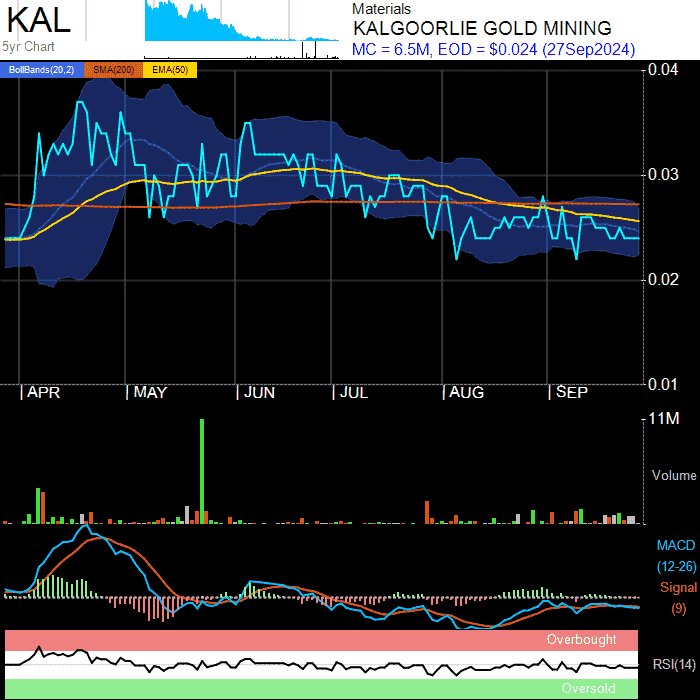 KAL
5yr Chart
Materials
KALGOORLIE GOLD MINING
MC = 6.5M, EOD = $0.024 (27Sep2024)
BollBands(20,2) SMA(200) EMA(50)
0.04
0.03
0.02
0.01
APR MAY JUN JUL AUG SEP
11M
Volume
MACD
(12-26)
Signal
(9)
Overbought
RSI(14)
Oversold